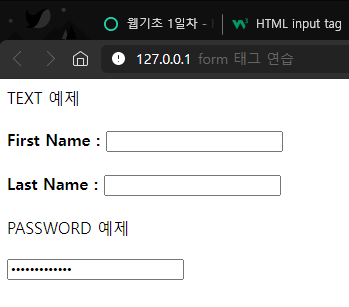 웹기초 1일차 -
HTML input tag
127.0.0.1 form 태그 연습
TEXT 예제
First Name :
Last Name :
PASSWORD 예제
•••••••••••••